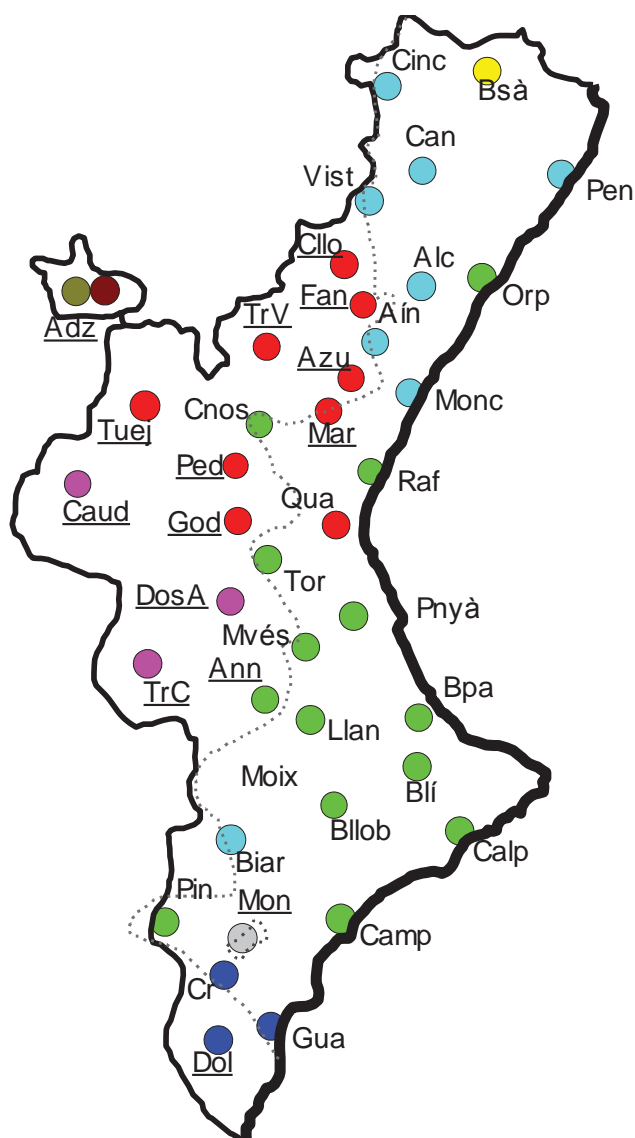 Cinc
Bsà
Can
Pen
Vist
Cllo
Alc
Orp
Fan
Aín
Adz
TrV
Azu
Monc
Cnos
Mar
Tuej
Ped
Raf
Caud
Qua
God
Tor
DosA
Pnyà
Mvés
Ann
TrC
Bpa
Llan
Moix
Blí
Bllob
Calp
Biar
Pin
Mon
Camp
Cr
Gua
Dol